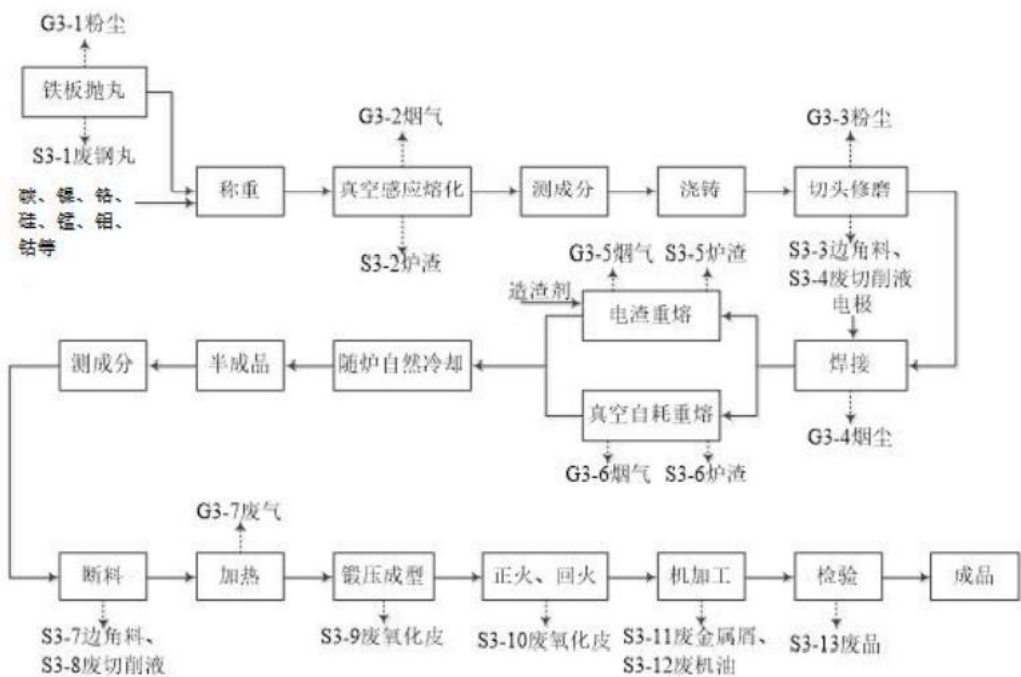 G3-1粉尘
铁板抛丸
S3-1废钢丸
碳、镍、铬、
硅、锰、钼、
钴等
称重
G3-2烟气
真空感应熔化
S3-2炉渣
测成分
浇铸
G3-3粉尘
切头修磨
S3-3边角料、
S3-4废切削液
电极
焊接
G3-4烟尘
G3-5烟气
S3-5炉渣
造渣剂
电渣重熔
真空自耗重熔
G3-6烟气
S3-6炉渣
随炉自然冷却
半成品
测成分
断料
S3-7边角料、
S3-8废切削液
G3-7废气
加热
锻压成型
S3-9废氧化皮
正火、回火
S3-10废氧化皮
机加工
S3-11废金属屑、
S3-12废机油
检验
S3-13废品
成品